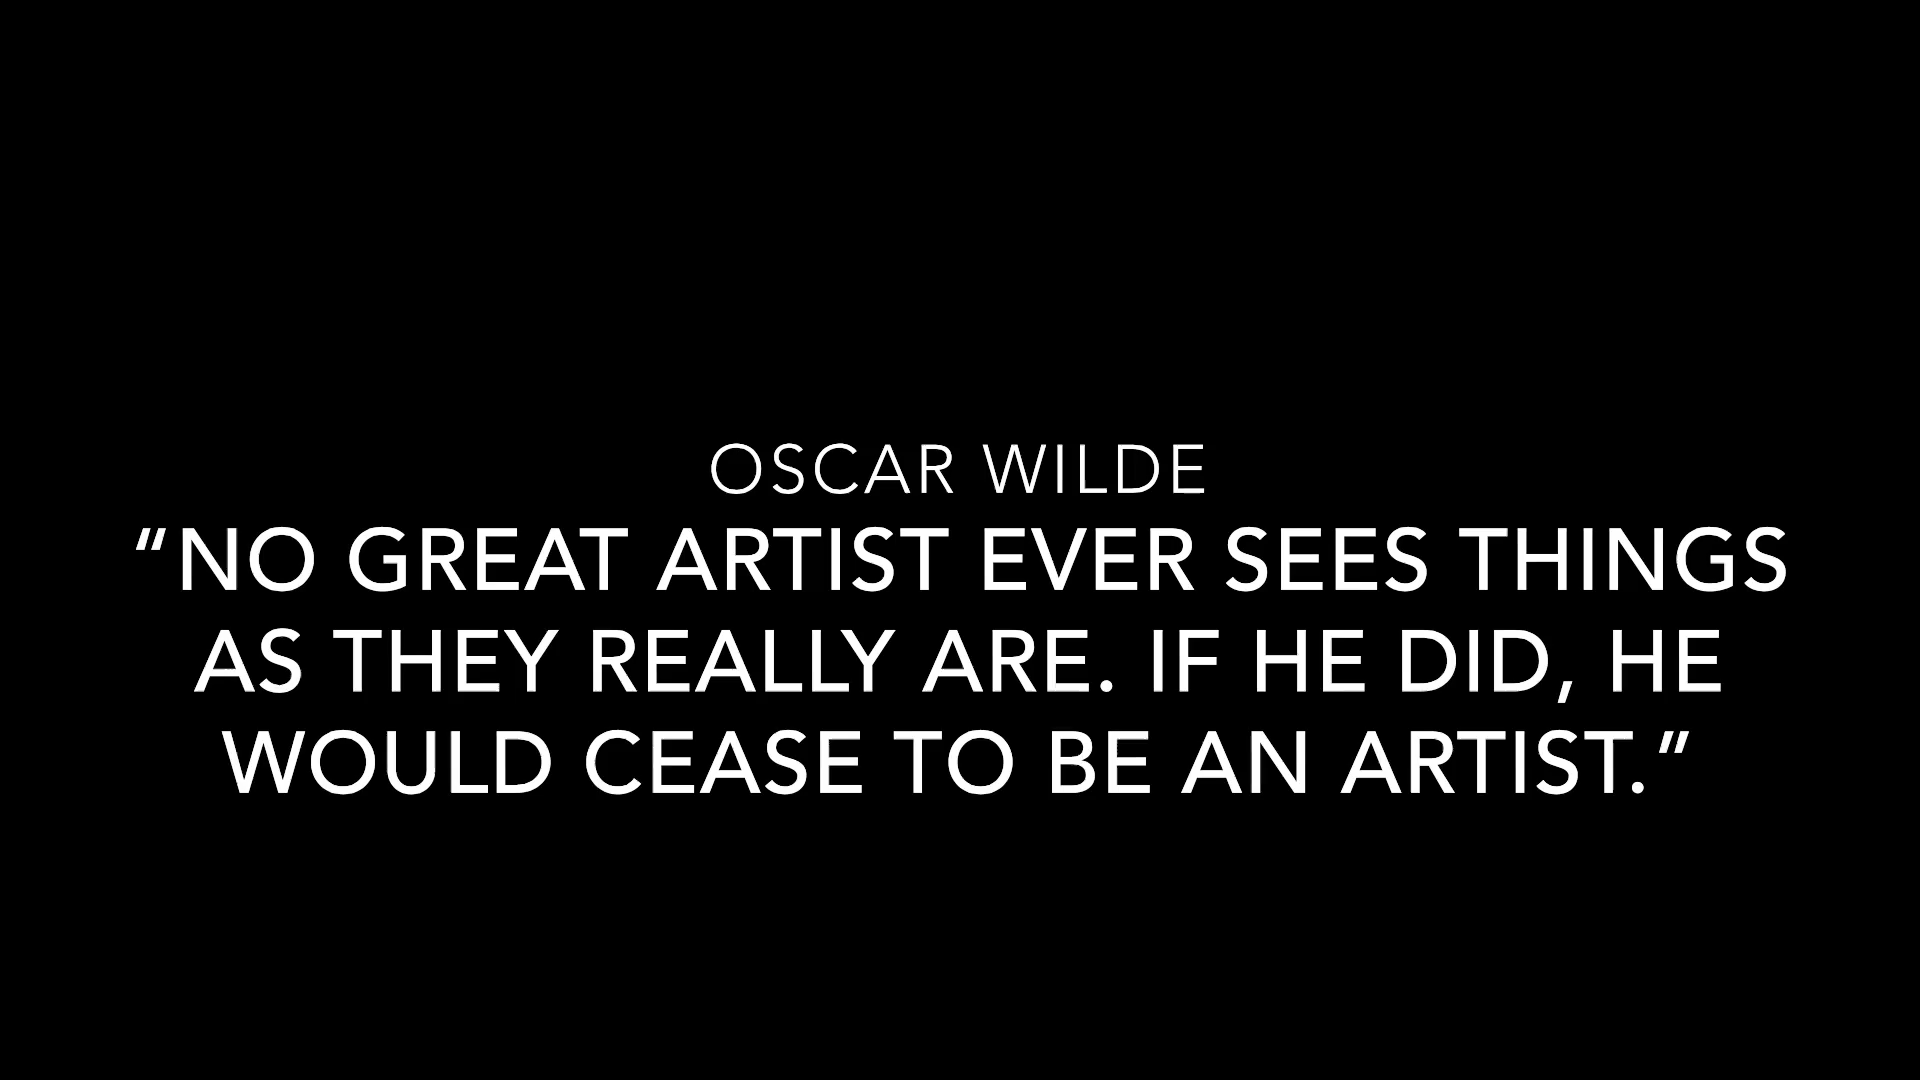 OSCAR WILDE
“NO GREAT ARTIST EVER SEES THINGS
AS THEY REALLY ARE. IF HE DID, HE
WOULD CEASE TO BE AN ARTIST.”